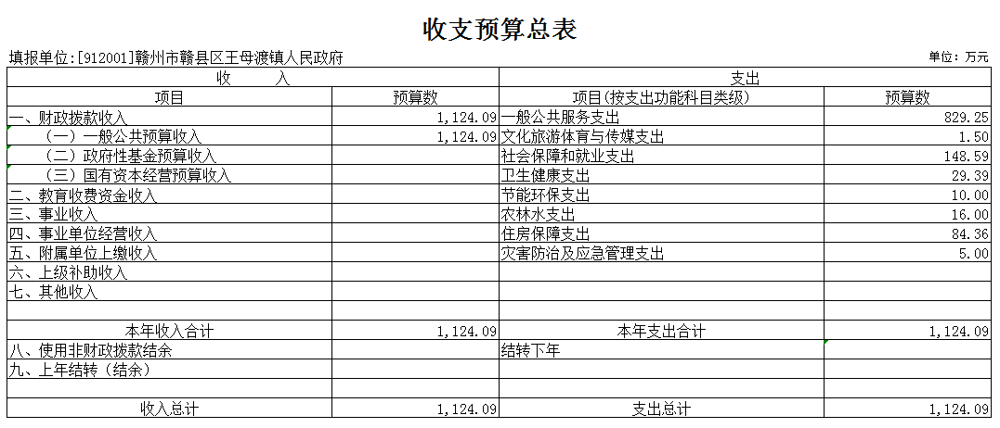 收支预算总表
填报单位:[912001]赣州市赣县区王母渡镇人民政府 单位：万元
收 入 支出
项目 预算数 项目(按支出功能科目类级) 预算数
一、财政拨款收入 1,124.09 一般公共服务支出 829.25
（一）一般公共预算收入 1,124.09 文化旅游体育与传媒支出 1.50
（二）政府性基金预算收入 社会保障和就业支出 148.59
（三）国有资本经营预算收入 卫生健康支出 29.39
二、教育收费资金收入 节能环保支出 10.00
三、事业收入 农林水支出 16.00
四、事业单位经营收入 住房保障支出 84.36
五、附属单位上缴收入 灾害防治及应急管理支出 5.00
六、上级补助收入
七、其他收入
本年收入合计 1,124.09 本年支出合计 1,124.09
八、使用非财政拨款结余 结转下年
九、上年结转（结余）
收入总计 1,124.09 支出总计 1,124.09